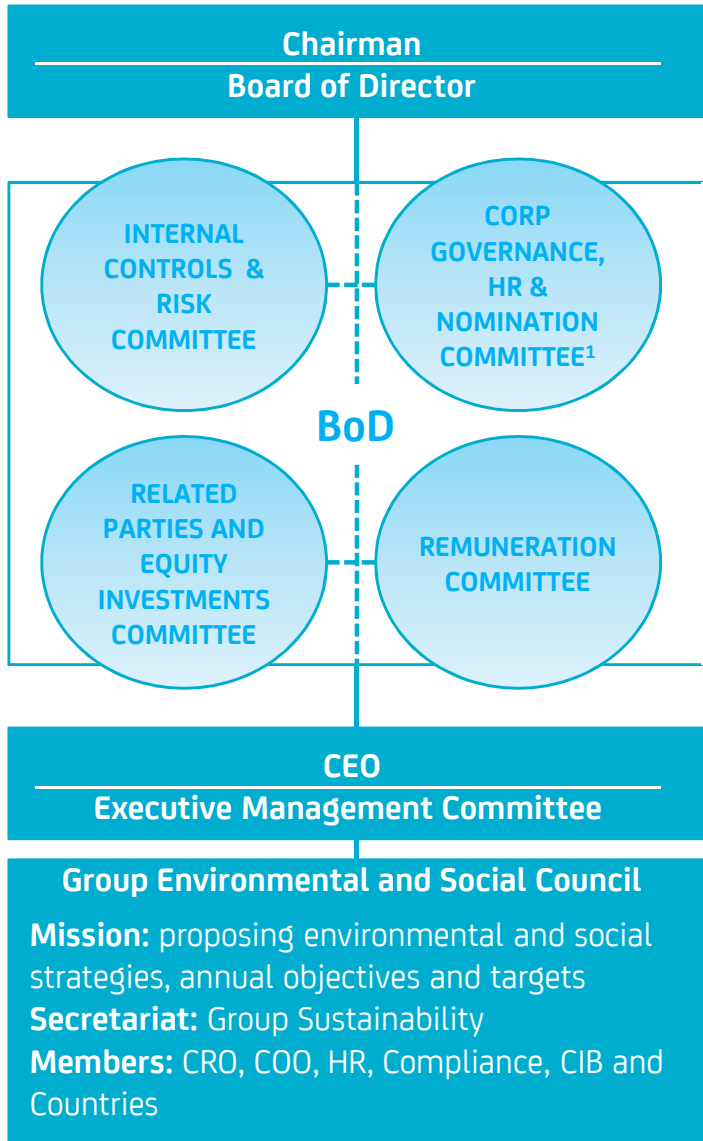 Chairman
Board of Director
INTERNAL
CONTROLS &
RISK
COMMITTEE
CORP
GOVERNANCE,
HR &
NOMINATION
COMMITTEE¹
BoD
RELATED
PARTIES AND
EQUITY
INVESTMENTS
COMMITTEE
REMUNERATION
COMMITTEE
CEO
Executive Management Committee
Group Environmental and Social Council
Mission: proposing environmental and social
strategies, annual objectives and targets
Secretariat: Group Sustainability
Members: CRO, COO, HR, Compliance, CIB and
Countries